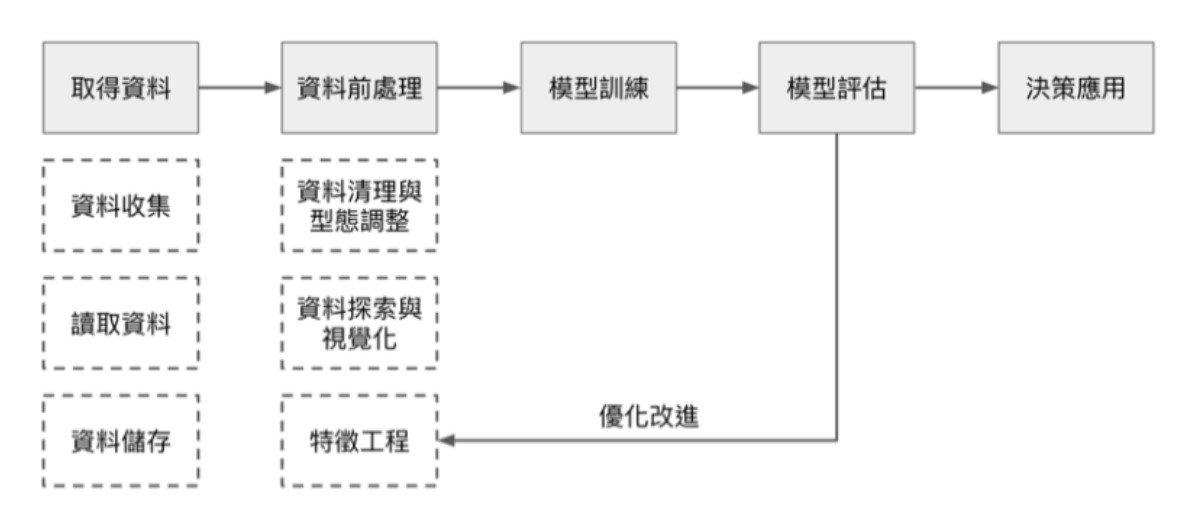 取得資料
資料前處理
模型訓練
模型評估
決策應用
資料收集
資料清理與
型態調整
讀取資料
資料探索與
視覺化
資料儲存
特徵工程
優化改進